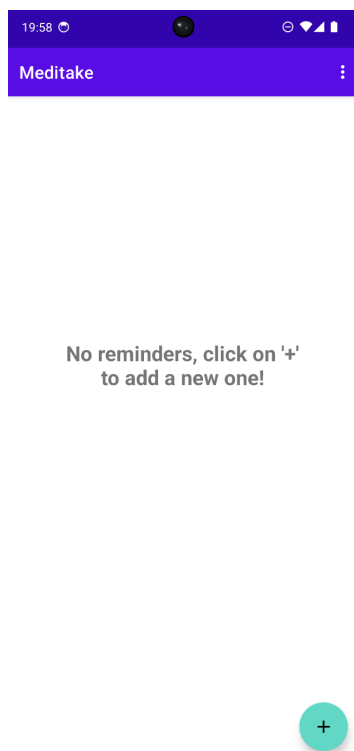 19:58
Meditake
No reminders, click on '+'
to add a new one!
+